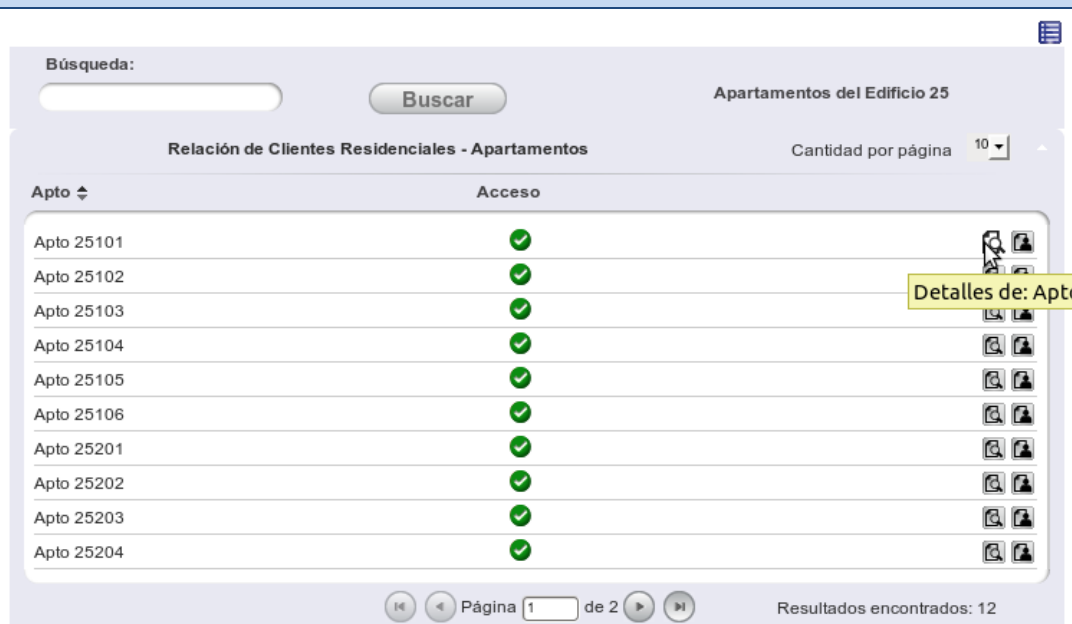 Búsqueda:
Buscar
Apartamentos del Edificio 25
Relación de Clientes Residenciales - Apartamentos
Cantidad por página 10
Apto Acceso
Apto 25101
Apto 25102
Detalles de: Apto
Apto 25103
Apto 25104
Apto 25105
Apto 25106
Apto 25201
Apto 25202
Apto 25203
Apto 25204
Página 1 de 2
Resultados encontrados: 12